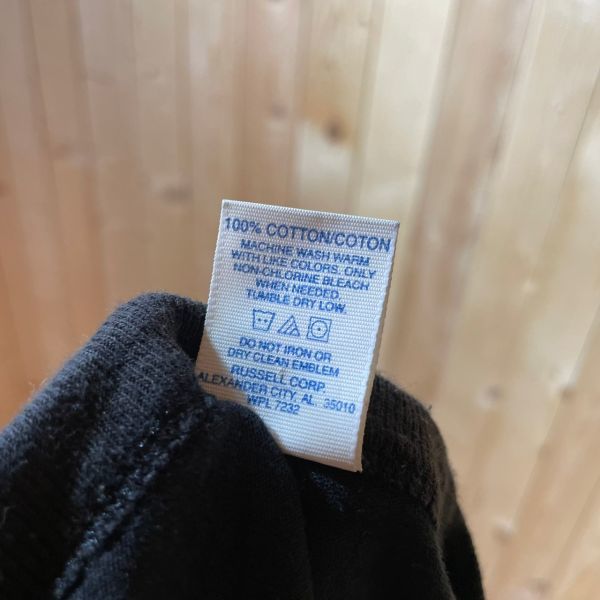 100% COTTON/COTON
MACHINE WASH WARM
WITH LIKE COLORS. ONLY
NON-CHLORINE BLEACH
WHEN NEEDED.
TUMBLE DRY LOW.
DO NOT IRON OR
DRY CLEAN EMBLEM
RUSSELL CORP.
ALEXANDER CITY, AL 35010
WPL 7232